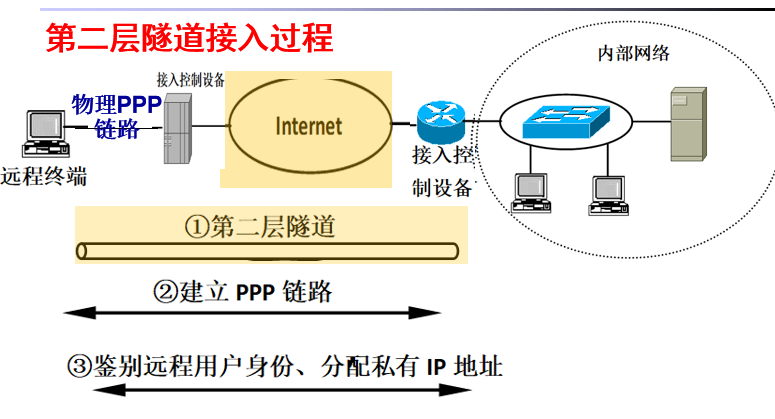 第二层隧道接入过程
内部网络
接入控制设备
物理PPP
链路
Internet
接入控
制设备
远程终端
①第二层隧道
②建立 PPP 链路
③鉴别远程用户身份、分配私有 IP 地址